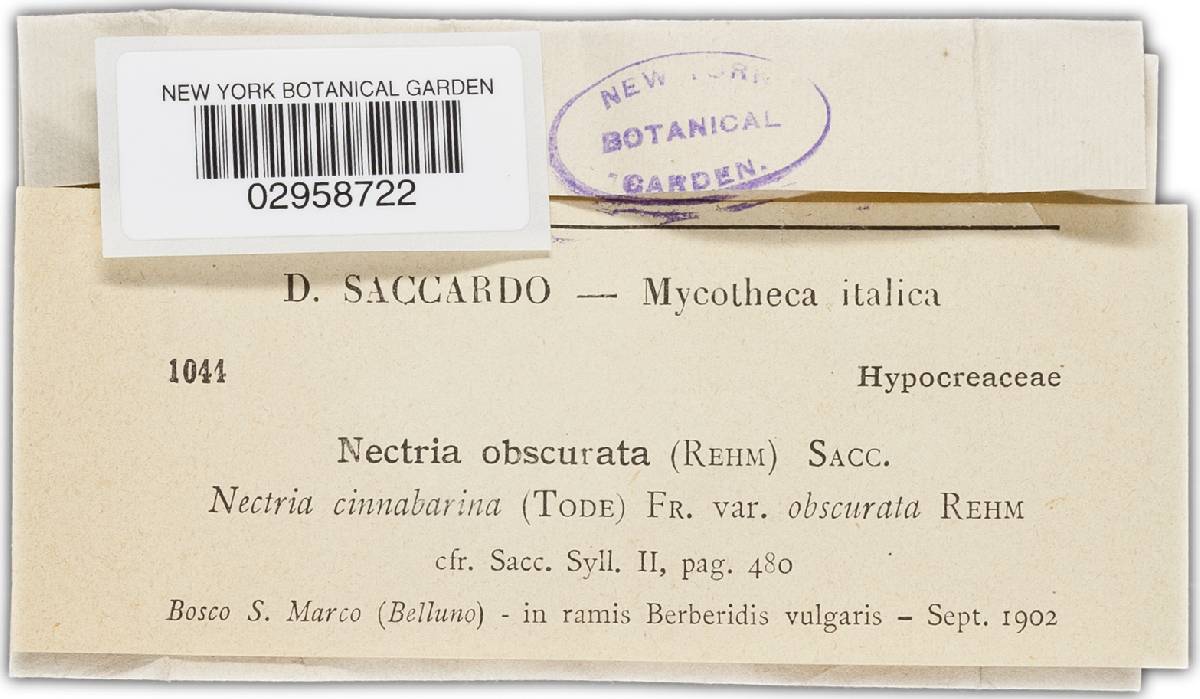 NEW YORK BOTANICAL GARDEN
02958722
NEW YORK
BOTANICAL
GARDEN.
D. SACCARDO — Mycotheca italica
1044
Hypocreaceae
Nectria obscurata (REHM) SACC.
Nectria cinnabarina (TODE) FR. var. obscurata REHM
cfr. Sacc. Syll. II, pag. 480
Bosco S. Marco (Belluno) - in ramis Berberidis vulgaris – Sept. 1902